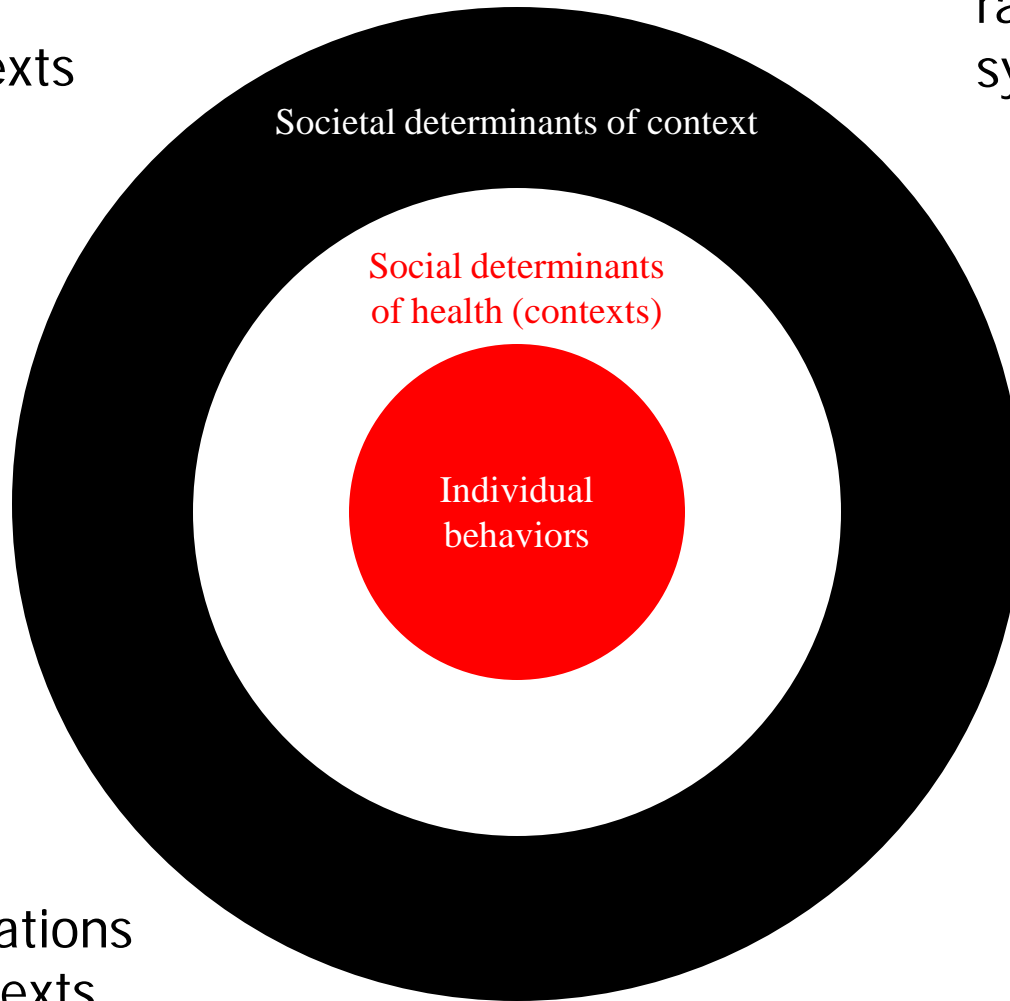 Societal determinants of context
Social determinants
of health (contexts)
Individual
behaviors